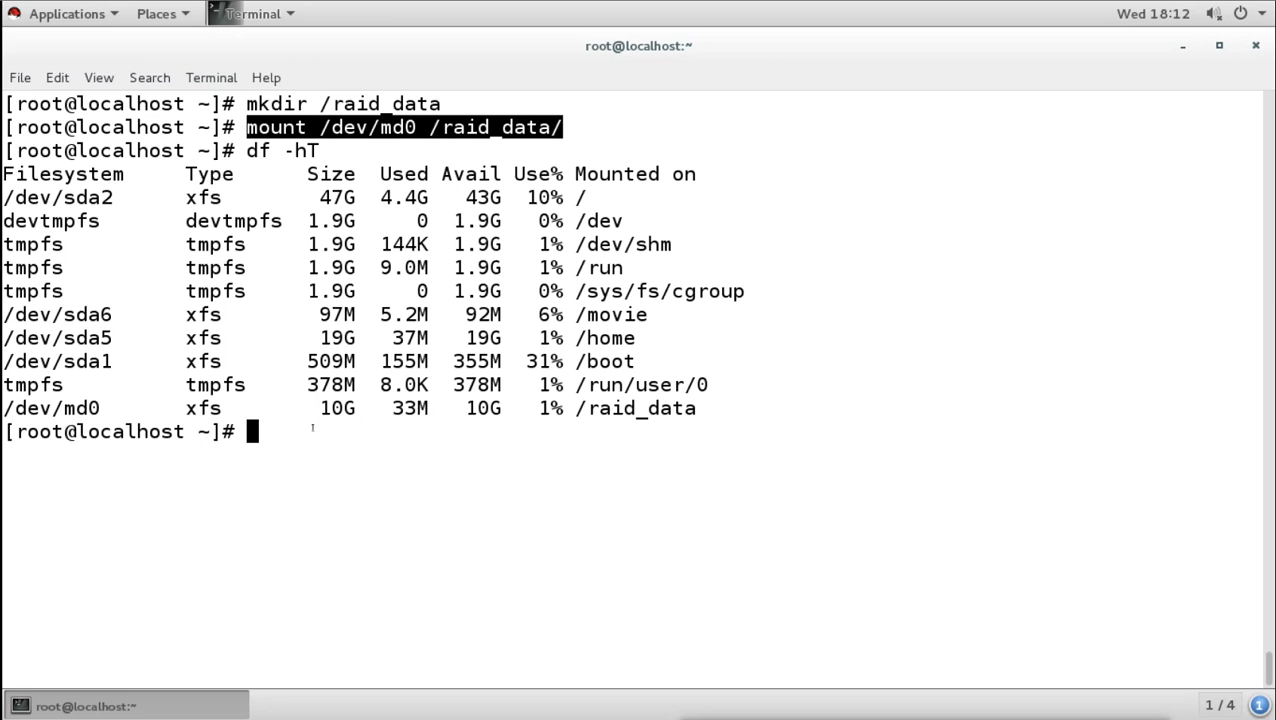 Applications Places Terminal Wed 18:12
root@localhost:~
File Edit View Search Terminal Help
[root@localhost ~]# mkdir /raid_data
[root@localhost ~]# mount /dev/md0 /raid_data/
[root@localhost ~]# df -hT
Filesystem Type Size Used Avail Use% Mounted on
/dev/sda2 xfs 47G 4.4G 43G 10% /
devtmpfs devtmpfs 1.9G 0 1.9G 0% /dev
tmpfs tmpfs 1.9G 144K 1.9G 1% /dev/shm
tmpfs tmpfs 1.9G 9.0M 1.9G 1% /run
tmpfs tmpfs 1.9G 0 1.9G 0% /sys/fs/cgroup
/dev/sda6 xfs 97M 5.2M 92M 6% /movie
/dev/sda5 xfs 19G 37M 19G 1% /home
/dev/sda1 xfs 509M 155M 355M 31% /boot
tmpfs tmpfs 378M 8.0K 378M 1% /run/user/0
/dev/md0 xfs 10G 33M 10G 1% /raid_data
[root@localhost ~]#
root@localhost:~ 1 / 4 1